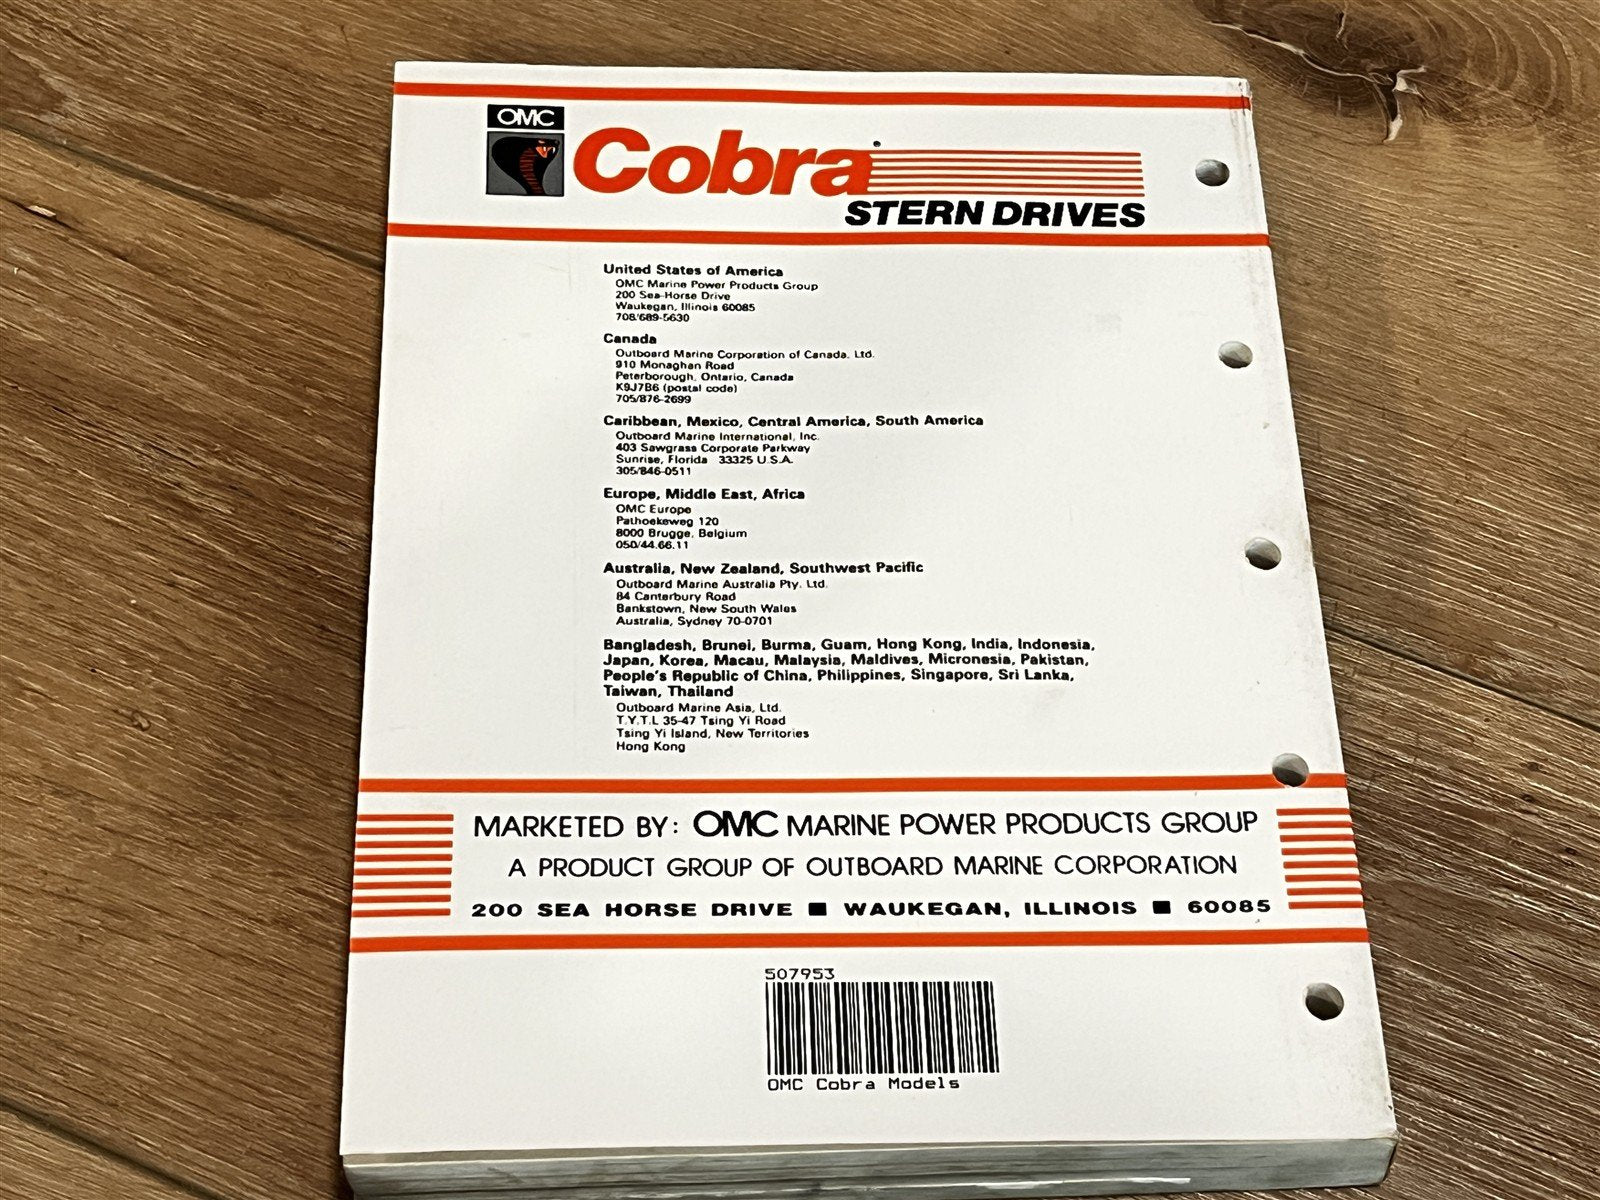 OMC
Cobra
STERN DRIVES
United States of America
OMC Marine Power Products Group
200 Sea-Horse Drive
Waukegan, Illinois 60085
708/689-5630
Canada
Outboard Marine Corporation of Canada, Ltd.
910 Monaghan Road
Peterborough, Ontario, Canada
K9J7B6 (postal code)
705/876-2699
Caribbean, Mexico, Central America, South America
Outboard Marine International, Inc.
403 Sawgrass Corporate Parkway
Sunrise, Florida 33325 U.S.A.
305/846-0511
Europe, Middle East, Africa
OMC Europe
Pathoekeweg 120
8000 Brugge, Belgium
050/44.66.11
Australia, New Zealand, Southwest Pacific
Outboard Marine Australia Pty. Ltd.
84 Canterbury Road
Bankstown, New South Wales
Australia, Sydney 70-0701
Bangladesh, Brunei, Burma, Guam, Hong Kong, India, Indonesia,
Japan, Korea, Macau, Malaysia, Maldives, Micronesia, Pakistan,
People's Republic of China, Philippines, Singapore, Sri Lanka,
Taiwan, Thailand
Outboard Marine Asia, Ltd.
T.Y.T.L 35-47 Tsing Yi Road
Tsing Yi Island, New Territories
Hong Kong
MARKETED BY: OMC MARINE POWER PRODUCTS GROUP
A PRODUCT GROUP OF OUTBOARD MARINE CORPORATION
200 SEA HORSE DRIVE ■ WAUKEGAN, ILLINOIS ■ 60085
507953
OMC Cobra Models